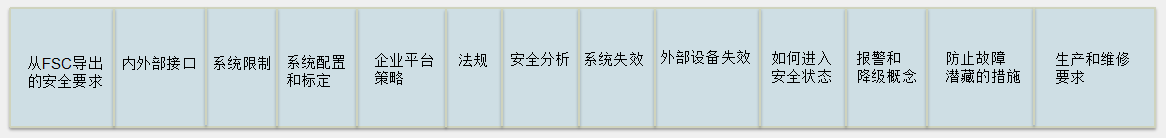 从FSC导出
的安全要求
内外部接口
系统限制
系统配置
和标定
企业平台
策略
法规
安全分析
系统失效
外部设备失效
如何进入
安全状态
报警和
降级概念
防止故障
潜藏的措施
生产和维修
要求